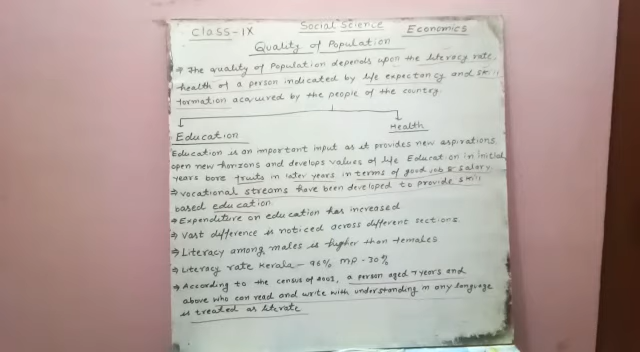 Class-IX Social Science Economics
Quality of Population
⇒ The quality of Population depends upon the literacy rate,
health of a person indicated by life expectancy and skill
formation acquired by the people of the country.
Education Health
Education is an important input as it provides new aspirations
open new horizons and develops values of life Education in initial
years bore fruits in later years in terms of good job & salary.
⇒ vocational streams have been developed to provide skill
based education.
⇒ Expenditure on education has increased
⇒ Vast difference is noticed across different sections
⇒ Literacy among males is higher than females
⇒ Literacy rate Kerala - 96% MP - 70%
⇒ According to the census of 2001, a person aged 7 years and
above who can read and write with understanding in any language
is treated as literate